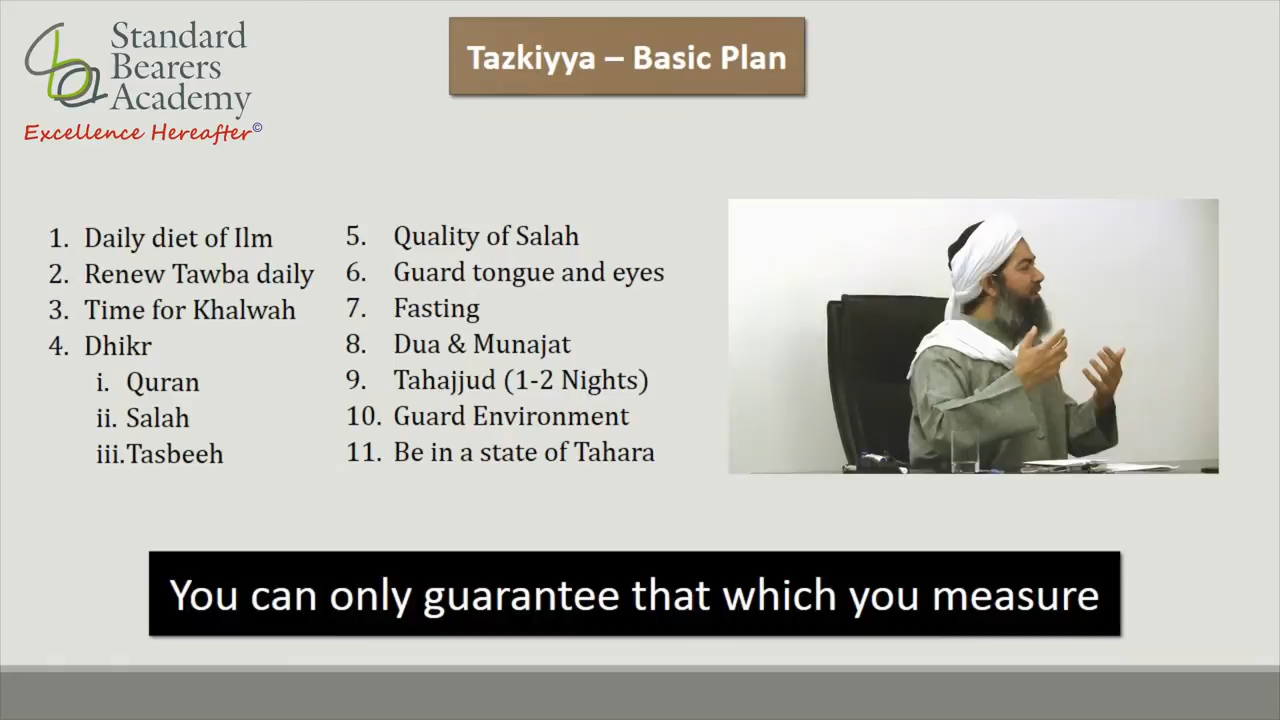 Standard
Bearers
Academy
Excellence Hereafter©
Tazkiyya – Basic Plan
1. Daily diet of Ilm
2. Renew Tawba daily
3. Time for Khalwah
4. Dhikr
i. Quran
ii. Salah
iii.Tasbeeh
5. Quality of Salah
6. Guard tongue and eyes
7. Fasting
8. Dua & Munajat
9. Tahajjud (1-2 Nights)
10. Guard Environment
11. Be in a state of Tahara
You can only guarantee that which you measure